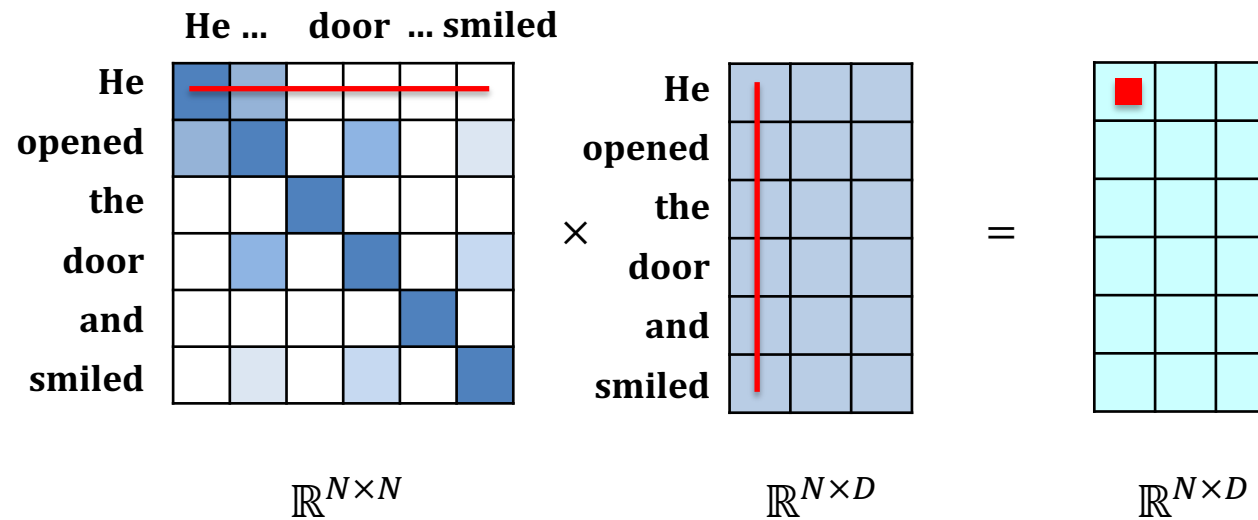 He ... door ... smiled
He
opened
the
door
and
smiled
×
He
opened
the
door
and
smiled
=
ℝ^{N×N}
ℝ^{N×D}
ℝ^{N×D}